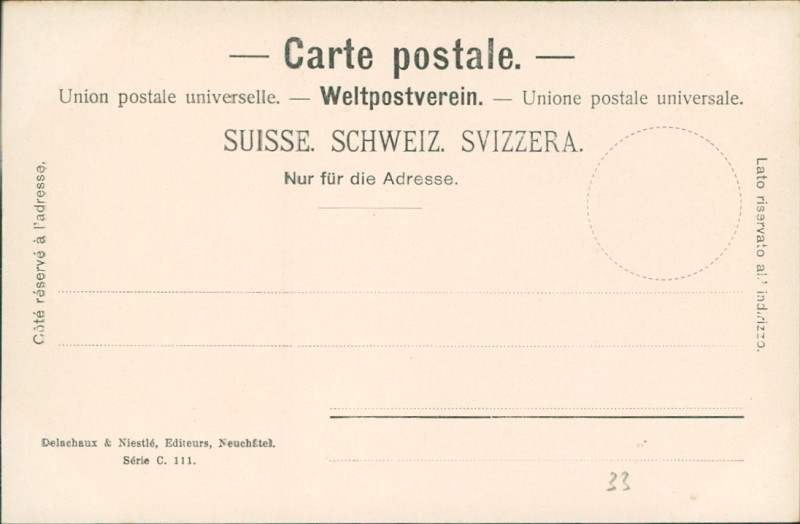 — Carte postale. —
Union postale universelle. — Weltpostverein. — Unione postale universale.
SUISSE. SCHWEIZ. SVIZZERA.
Nur für die Adresse.
Côté réservé à l'adresse.
Lato riservato all' indirizzo.
Delachaux & Niestlé, Editeurs, Neuchâtel.
Série C. 111.
33